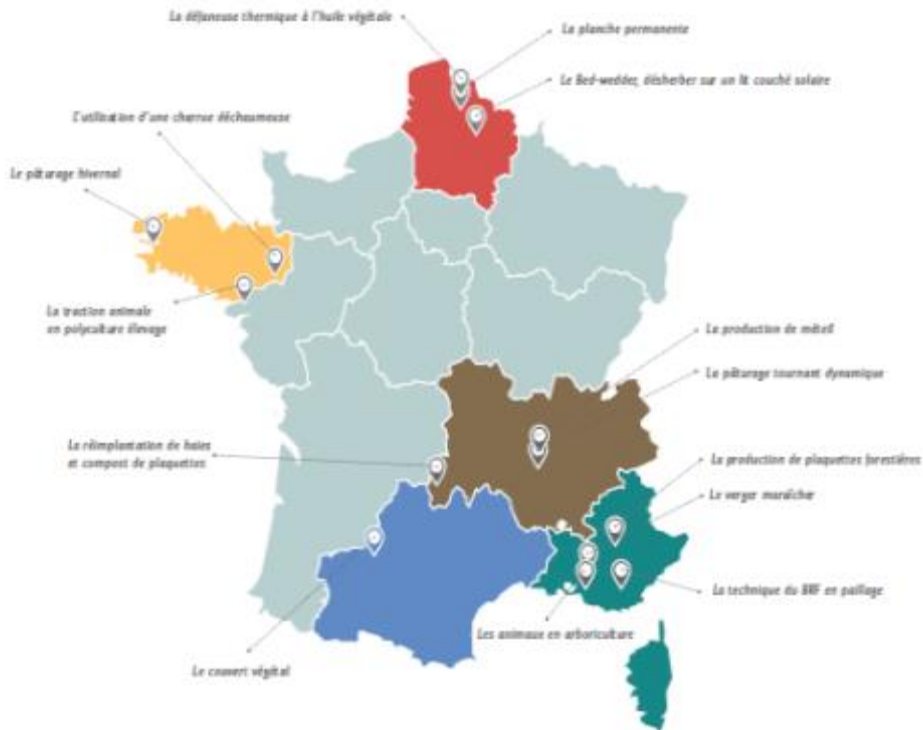 La défaneuse thermique à l'huile végétale
La planche permanente
Le Bed-wedder, désherber sur un lit couché solaire
L'utilisation d'une charrue déchaumeuse
Le pâturage hivernal
La traction animale
en polyculture élevage
La production de méteil
Le pâturage tournant dynamique
La réimplantation de haies
et compost de plaquettes
La production de plaquettes forestières
Le verger maraîcher
La technique du BRF en paillage
Les animaux en arboriculture
Le couvert végétal